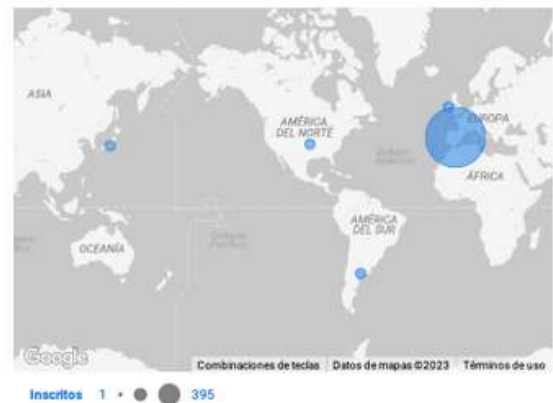 ASIA
AMÉRICA
DEL NORTE
EUROPA
ÁFRICA
AMÉRICA
DEL SUR
OCEANÍA
Google
Combinaciones de teclas Datos de mapas ©2023 Términos de uso
Inscritos 1 395